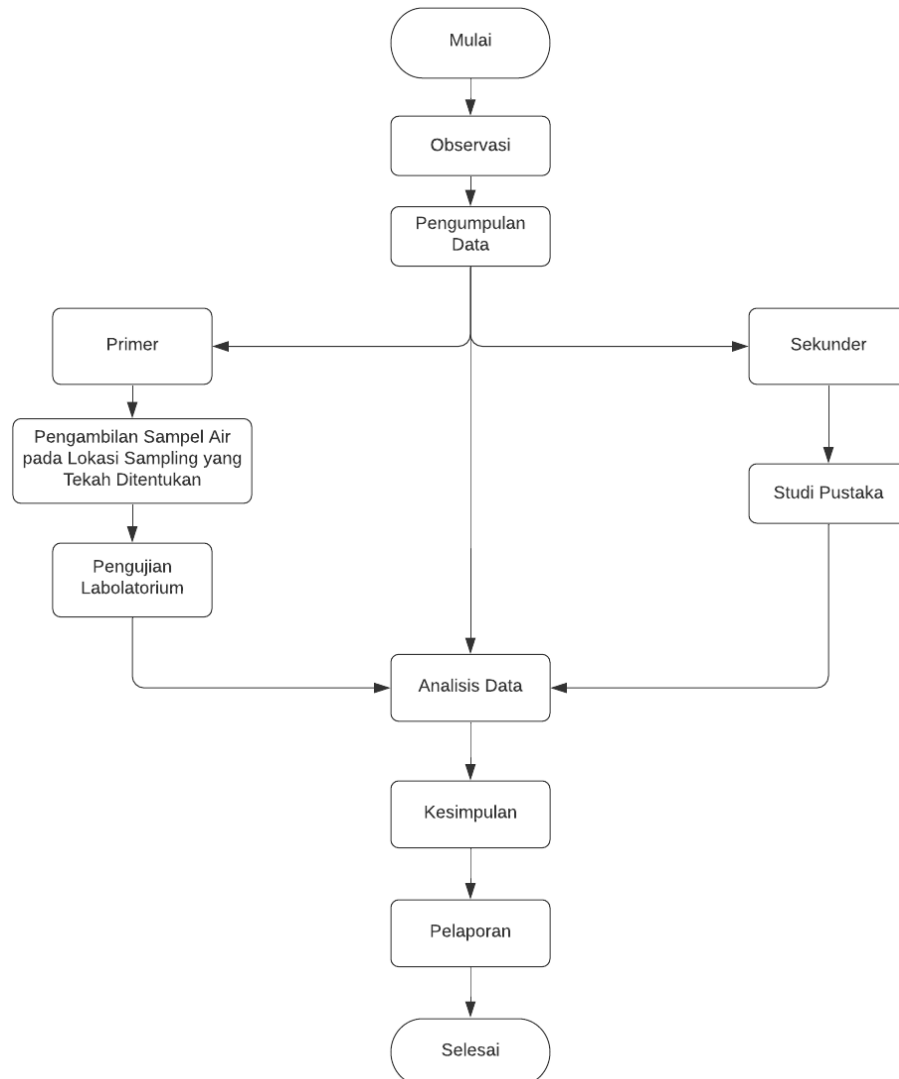 Mulai
Observasi
Pengumpulan
Data
Primer
Sekunder
Pengambilan Sampel Air
pada Lokasi Sampling yang
Tekah Ditentukan
Studi Pustaka
Pengujian
Labolatorium
Analisis Data
Kesimpulan
Pelaporan
Selesai